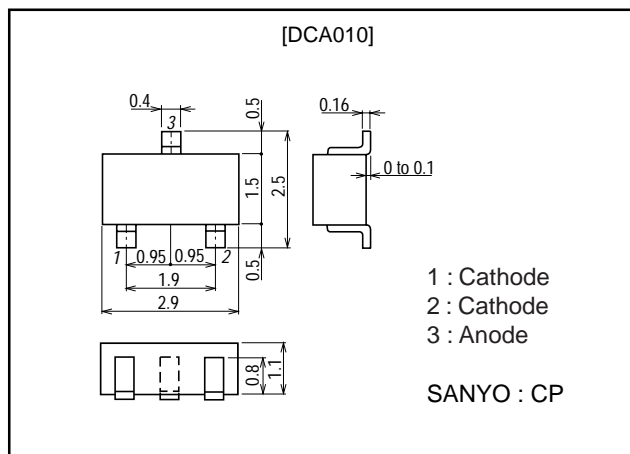 [DCA010]
0.4
3
0.5
0.16
1.5
2.5
0 to 0.1
1
0.95
0.95
2
0.5
1.9
2.9
1 : Cathode
2 : Cathode
3 : Anode
0.8
1.1
SANYO : CP